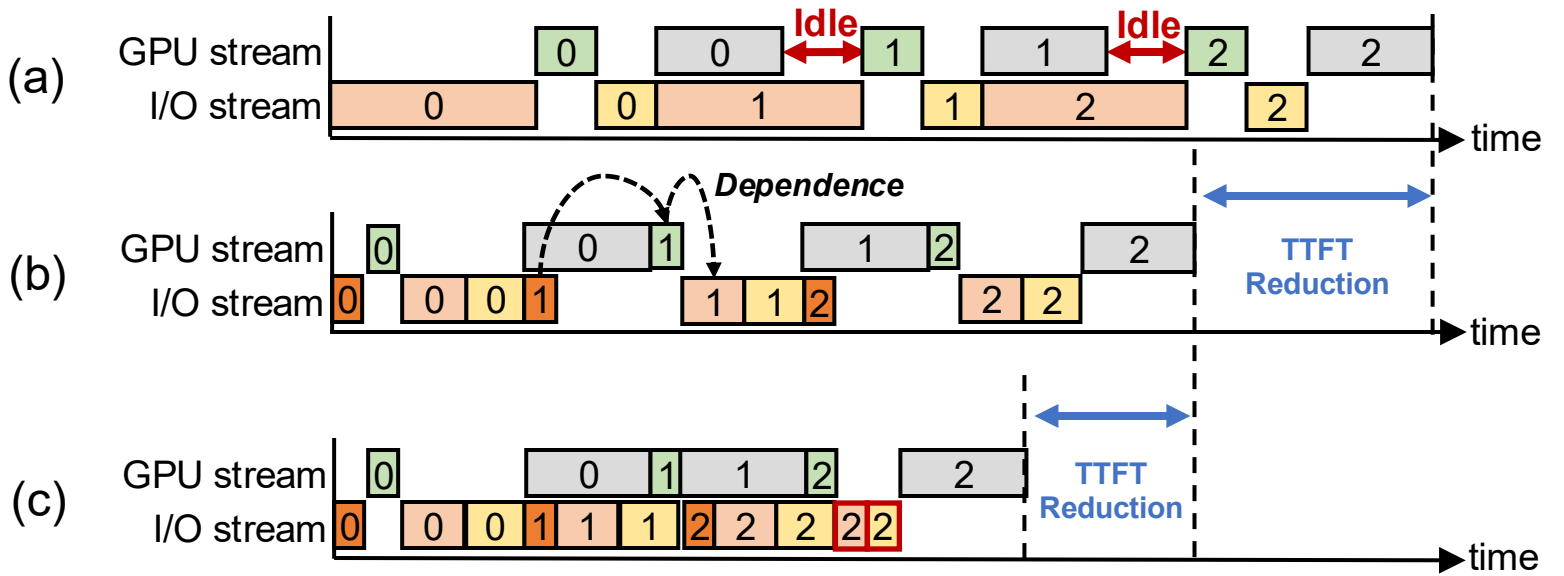 Idle Idle
(a) GPU stream 0 0 1 1 2 2
I/O stream 0 0 1 1 2 2
time
Dependence
(b) GPU stream 0 0 1 1 2 2
I/O stream 0 0 0 1 1 1 2 2 2
time
TTFT
Reduction
(c) GPU stream 0 0 1 1 2 2
I/O stream 0 0 0 1 1 1 2 2 2 2 2
time
TTFT
Reduction